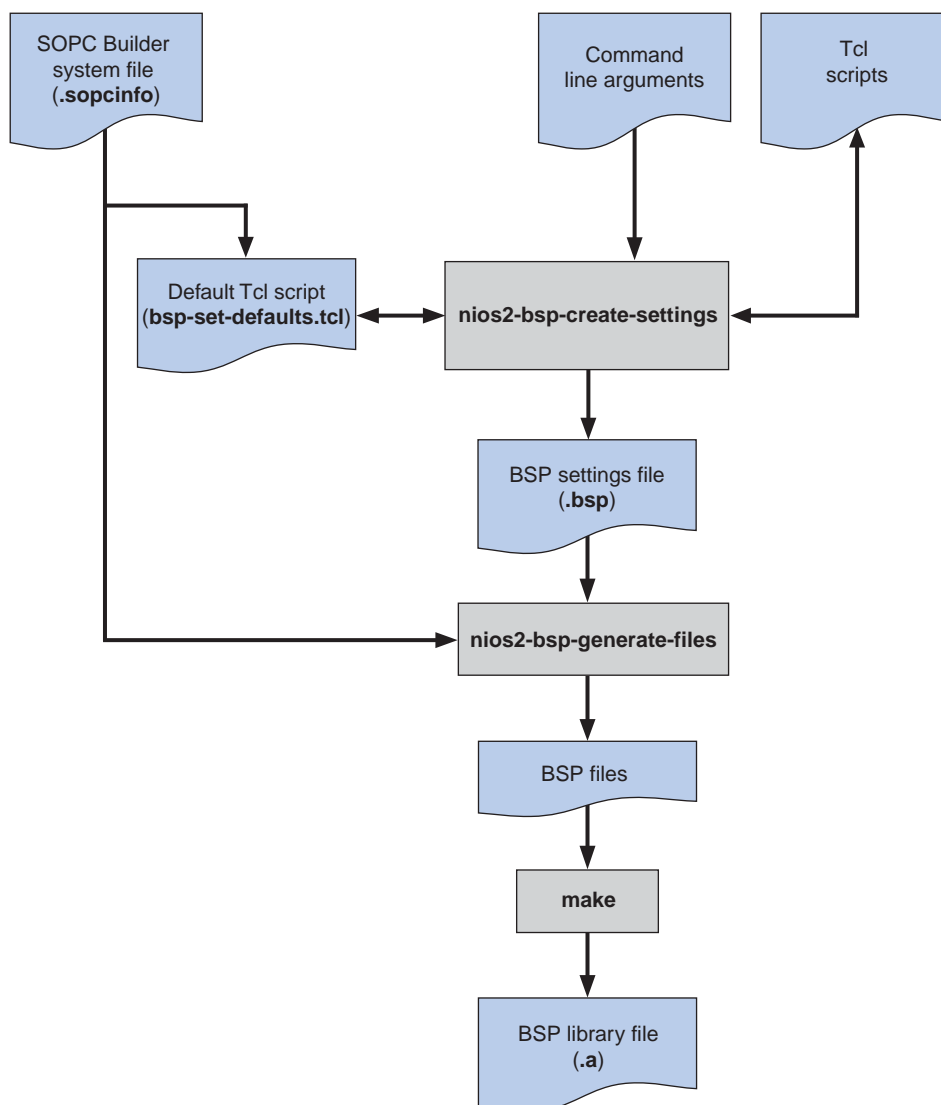 SOPC Builder
system file
(.sopcinfo)
Command
line arguments
Tcl
scripts
Default Tcl script
(bsp-set-defaults.tcl)
nios2-bsp-create-settings
BSP settings file
(.bsp)
nios2-bsp-generate-files
BSP files
make
BSP library file
(.a)